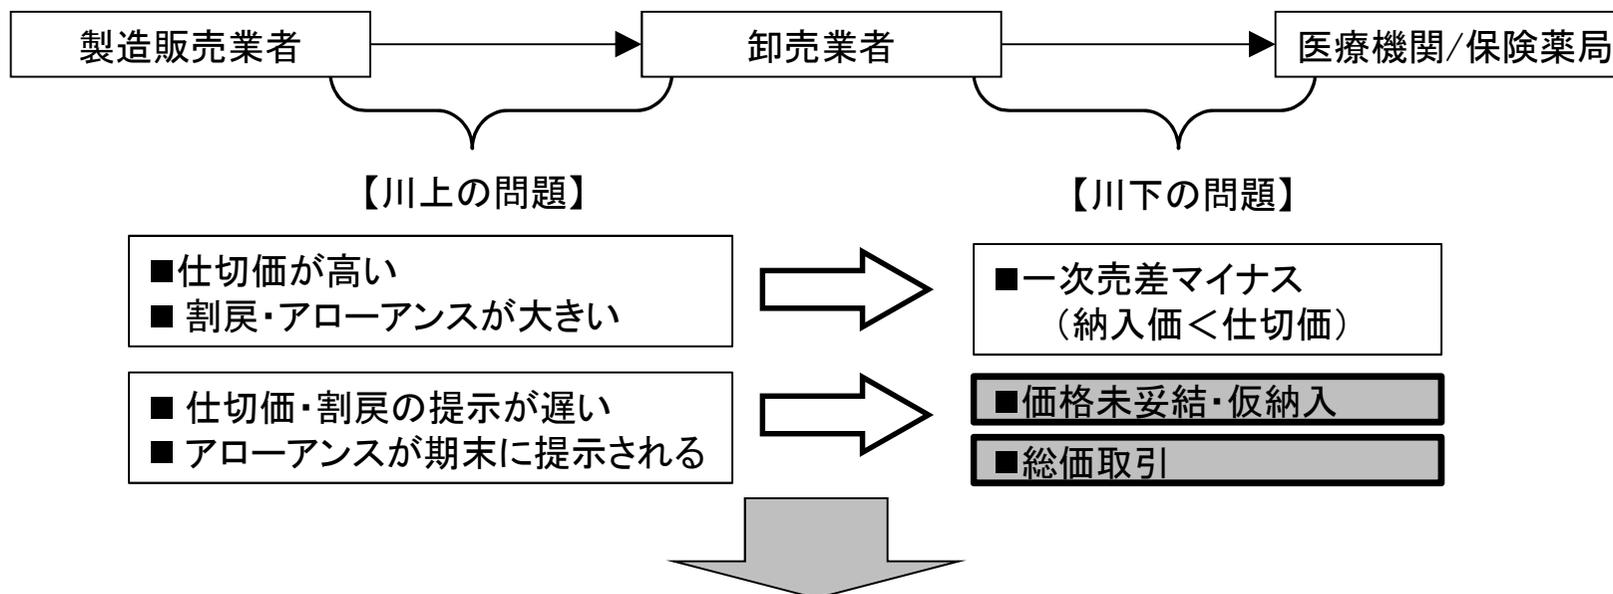 製造販売業者
卸売業者
医療機関/保険薬局
【川上の問題】
【川下の問題】
■仕切価が高い
■ 割戻・アローアンスが大きい
■一次売差マイナス
（納入価＜仕切価）
■ 仕切価・割戻の提示が遅い
■ アローアンスが期末に提示される
■価格未妥結・仮納入
■総価取引